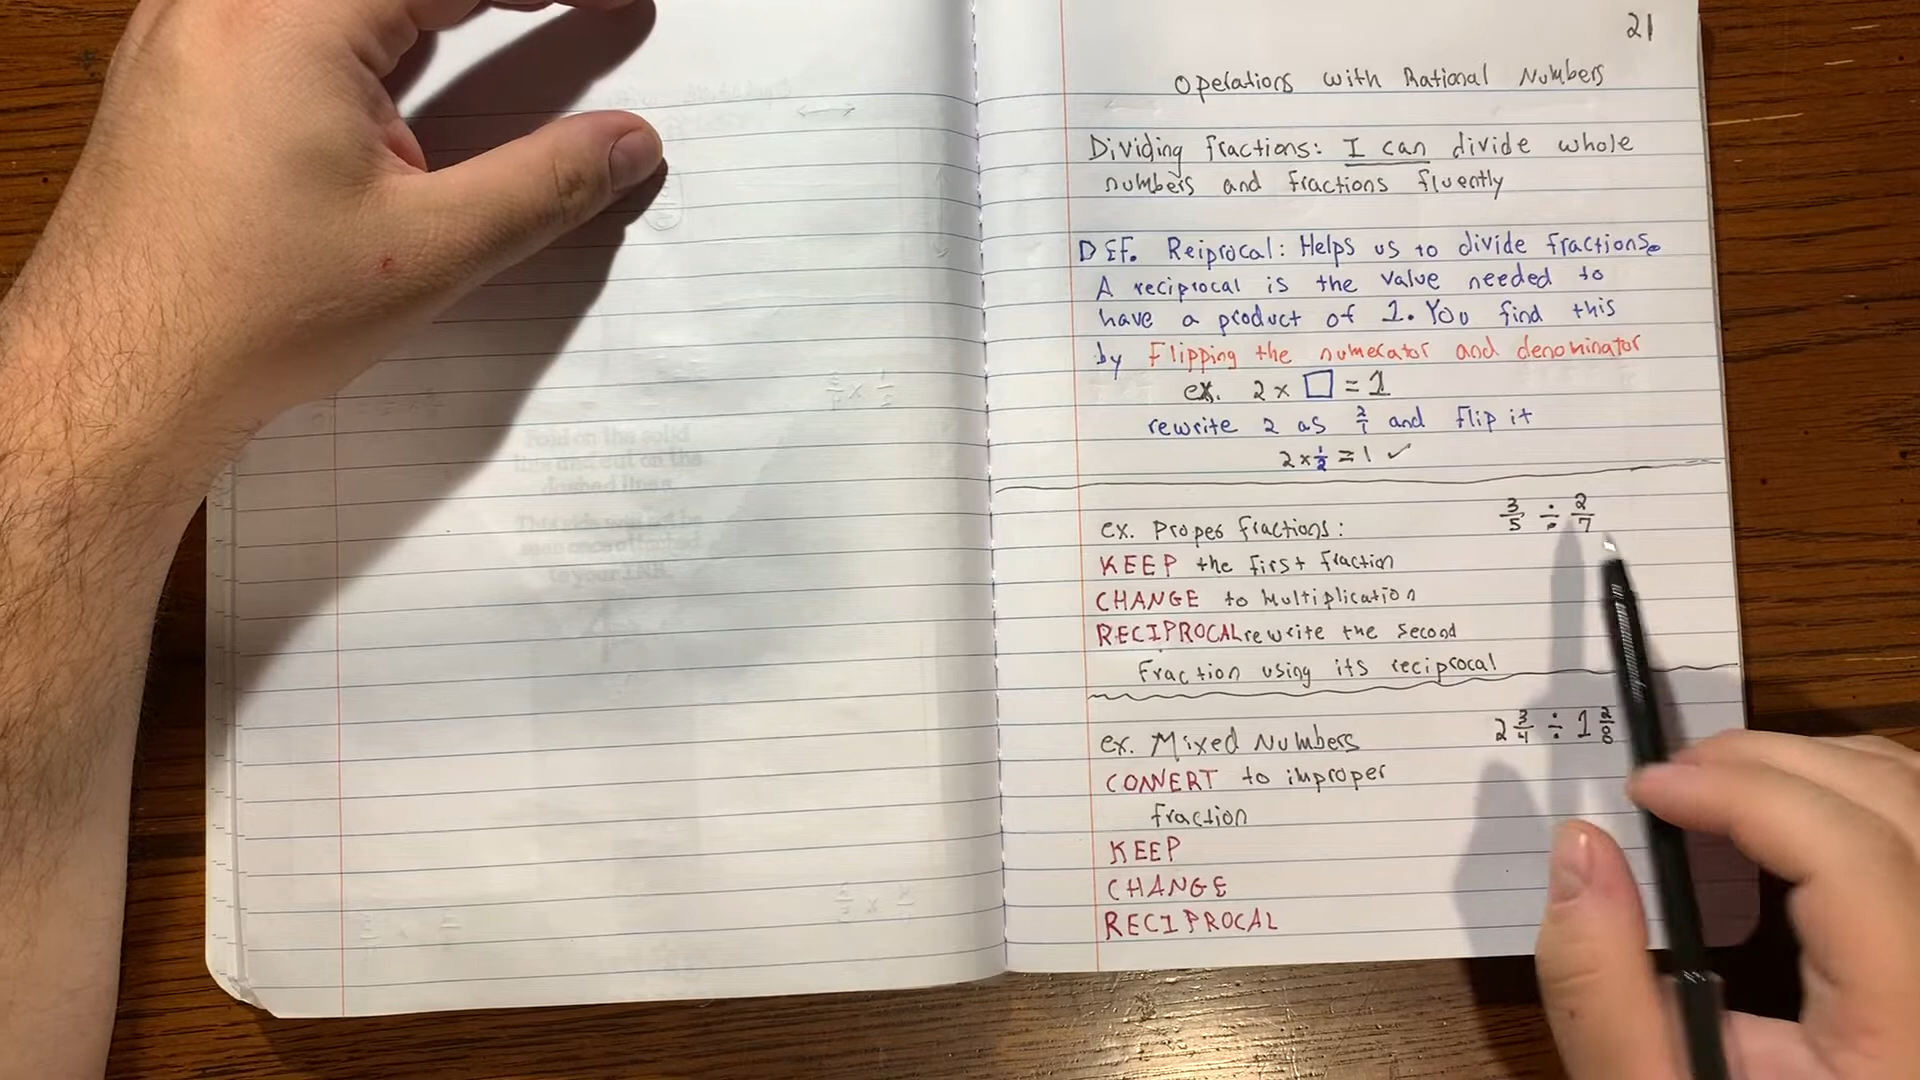 21
Operations with Rational Numbers
Dividing fractions: I can divide whole
numbers and fractions fluently
DEf. Reiprocal: Helps us to divide fractions.
A reciprocal is the value needed to
have a product of 1. You find this
by Flipping the numerator and denominator
ex. 2 × □ = 1
rewrite 2 as 2/1 and flip it
2 × 1/2 = 1 ✓
ex. Proper fractions: 3/5 ÷ 2/7
KEEP the first fraction
CHANGE to Multiplication
RECIPROCAL rewrite the second
fraction using its reciprocal
ex. Mixed Numbers 2 3/4 ÷ 1 2/8
CONVERT to improper
fraction
KEEP
CHANGE
RECIPROCAL